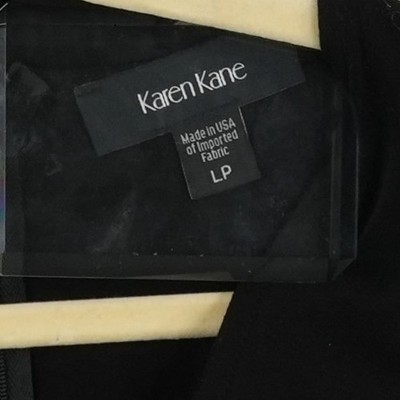 Karen Kane
Made in USA
of Imported
Fabric
LP